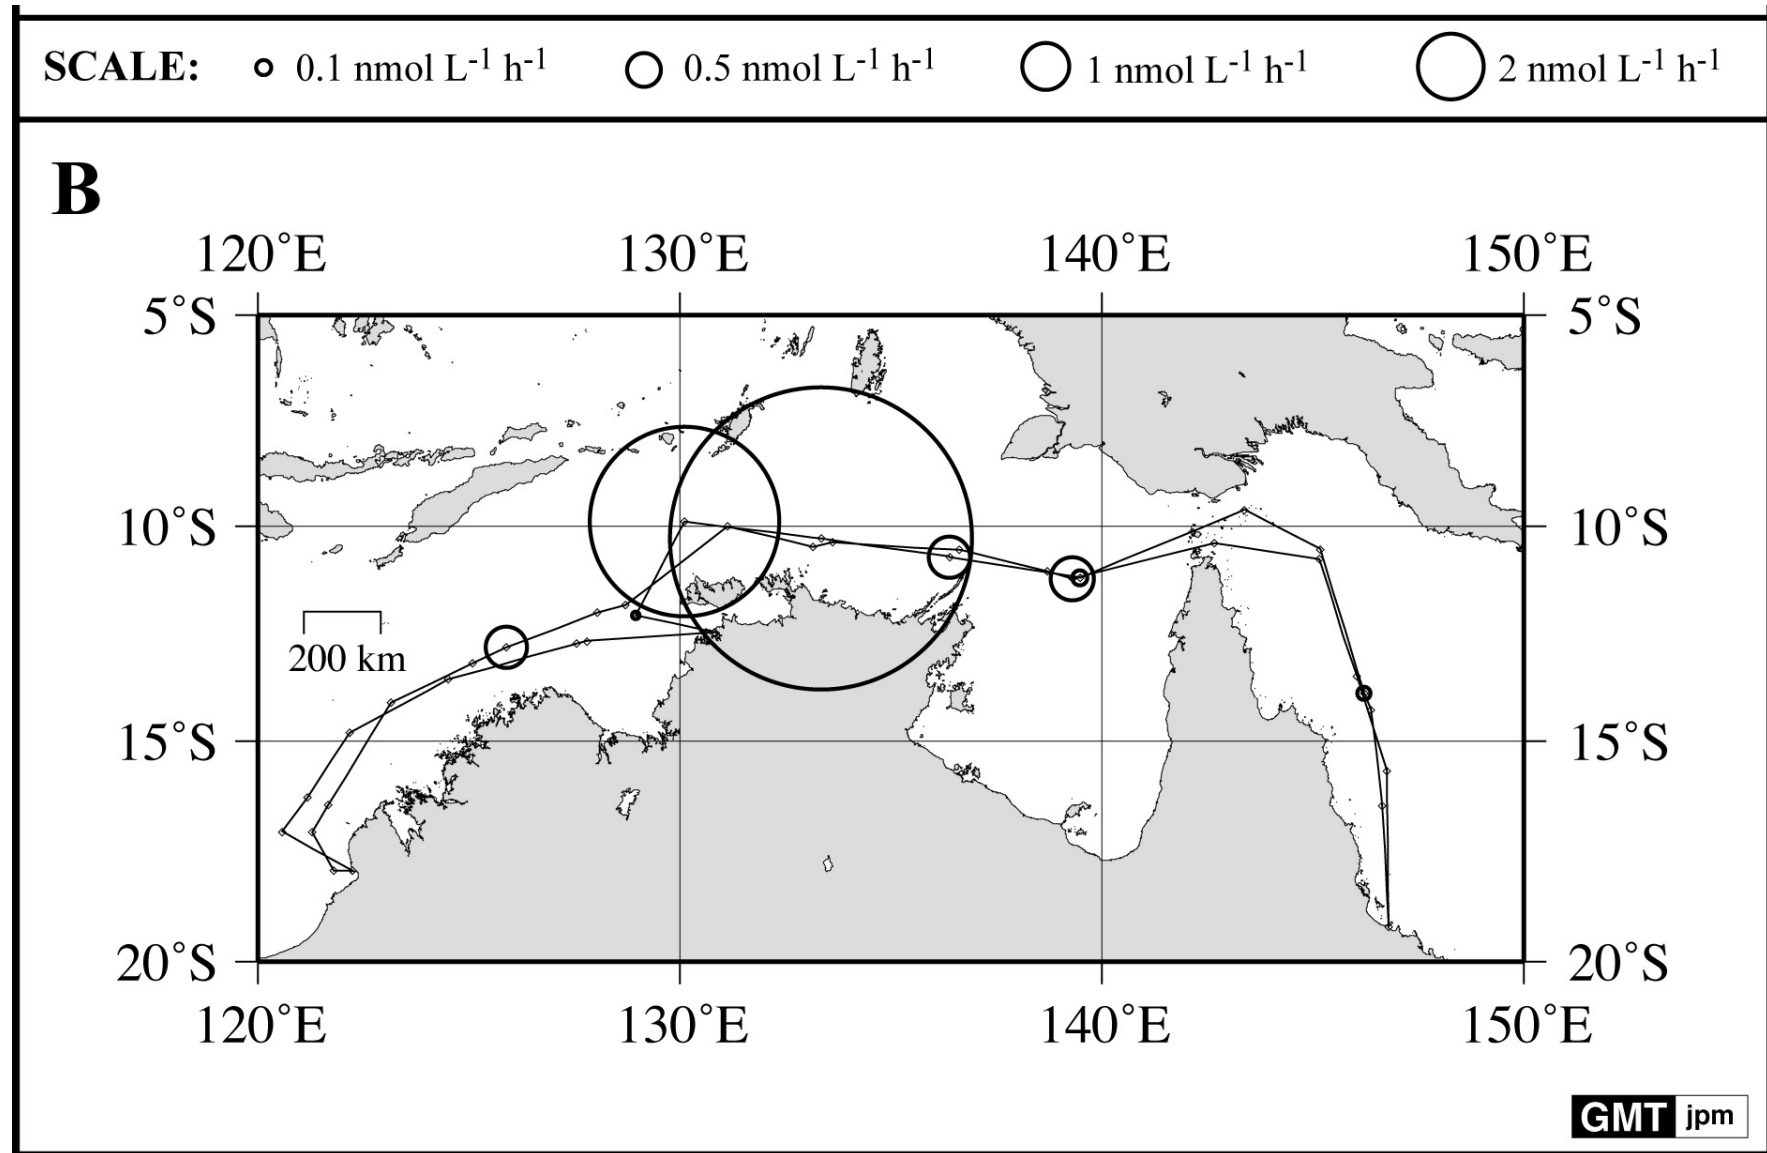 SCALE: 0.1 nmol L-1 h-1 0.5 nmol L-1 h-1 1 nmol L-1 h-1 2 nmol L-1 h-1
B
120°E 130°E 140°E 150°E
5°S 5°S
10°S 10°S
200 km
15°S 15°S
20°S 20°S
120°E 130°E 140°E 150°E
GMT jpm